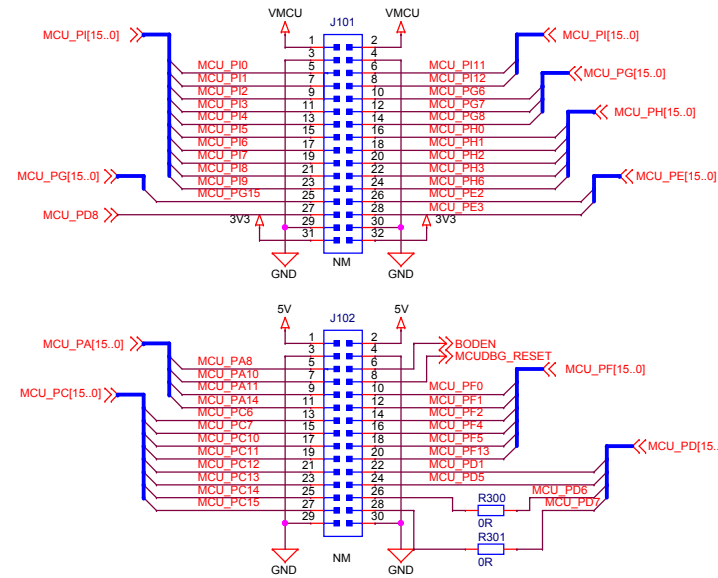 VMCU J101 VMCU
MCU_PI[15..0] 1 2 MCU_PI[15..0]
3 4
MCU_PI0 5 6 MCU_PI11
MCU_PI1 7 8 MCU_PI12 MCU_PG[15..0]
MCU_PI2 9 10 MCU_PG6
MCU_PI3 11 12 MCU_PG7
MCU_PI4 13 14 MCU_PG8 MCU_PH[15..0]
MCU_PI5 15 16 MCU_PH0
MCU_PI6 17 18 MCU_PH1
MCU_PI7 19 20 MCU_PH2
MCU_PG[15..0] MCU_PI8 21 22 MCU_PH3 MCU_PE[15..0]
MCU_PI9 23 24 MCU_PH6
MCU_PG15 25 26 MCU_PE2
MCU_PD8 27 28 MCU_PE3
3V3 29 30 3V3
31 32
GND NM GND
5V J102 5V
1 2 BODEN
MCU_PA[15..0] 3 4 MCUDBG_RESET
MCU_PA8 5 6
MCU_PA10 7 8 MCU_PF[15..0]
MCU_PC[15..0] MCU_PA11 9 10 MCU_PF0
MCU_PA14 11 12 MCU_PF1
MCU_PC6 13 14 MCU_PF2
MCU_PC7 15 16 MCU_PF4
MCU_PC10 17 18 MCU_PF5
MCU_PC11 19 20 MCU_PF13 MCU_PD[15..
MCU_PC12 21 22 MCU_PD1
MCU_PC13 23 24 MCU_PD5
MCU_PC14 25 26 R300 MCU_PD6
MCU_PC15 27 28 0R MCU_PD7
29 30 R301
0R
GND NM GND